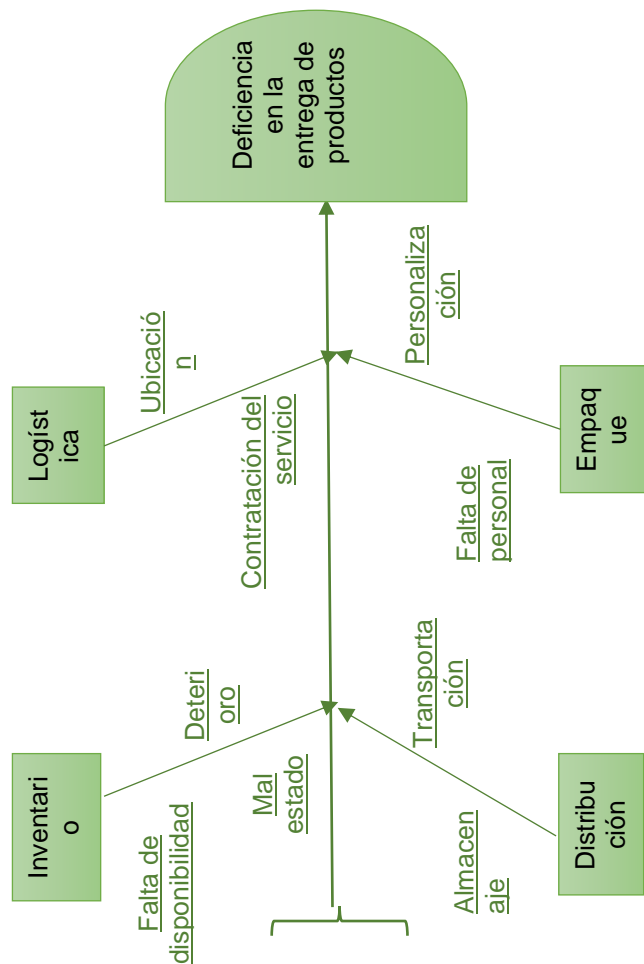 Inventari
o
Logíst
ica
Falta de
disponibilidad
Deteri
oro
Mal
estado
Ubicació
n
Contratación del
servicio
Deficiencia
en la
entrega de
productos
Almacen
aje
Transporta
ción
Falta de
personal
Personaliza
ción
Distribu
ción
Empaq
ue